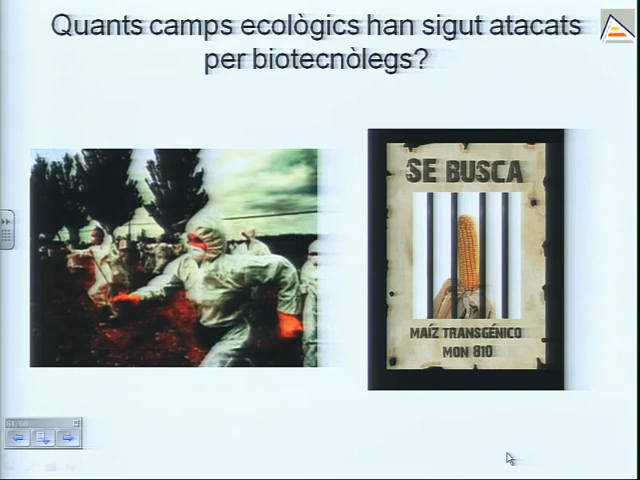 Quants camps ecològics han sigut atacats
per biotecnòlegs?
SE BUSCA
MAÍZ TRANSGÉNICO
MON 810